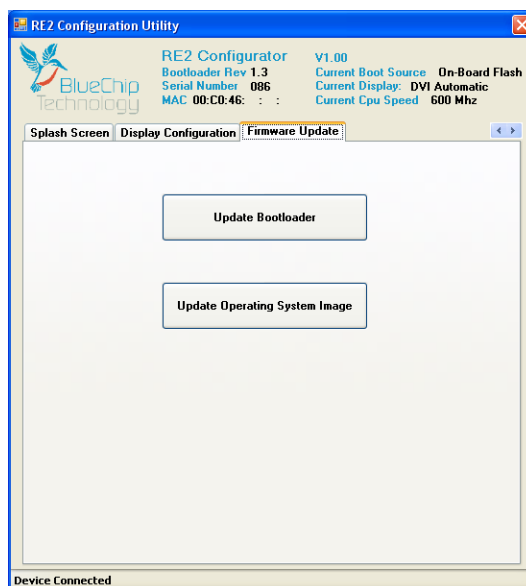 RE2 Configuration Utility
BlueChip
Technology
RE2 Configurator V1.00
Bootloader Rev 1.3 Current Boot Source On-Board Flash
Serial Number 086 Current Display: DVI Automatic
MAC 00:C0:46: : : Current Cpu Speed 600 Mhz
Splash Screen Display Configuration Firmware Update
Update Bootloader
Update Operating System Image
Device Connected